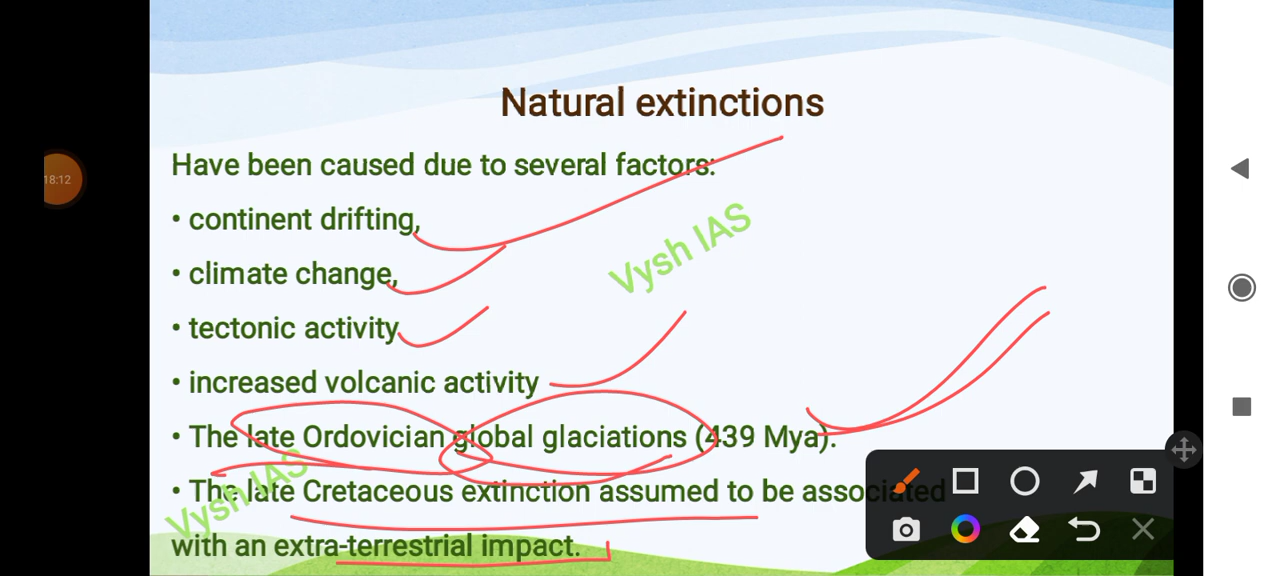 Natural extinctions
Have been caused due to several factors:
18:12
• continent drifting,
Vysh IAS
• climate change,
• tectonic activity
• increased volcanic activity
• The late Ordovician global glaciations (439 Mya).
Vysh IAS
• The late Cretaceous extinction assumed to be associated
with an extra-terrestrial impact.